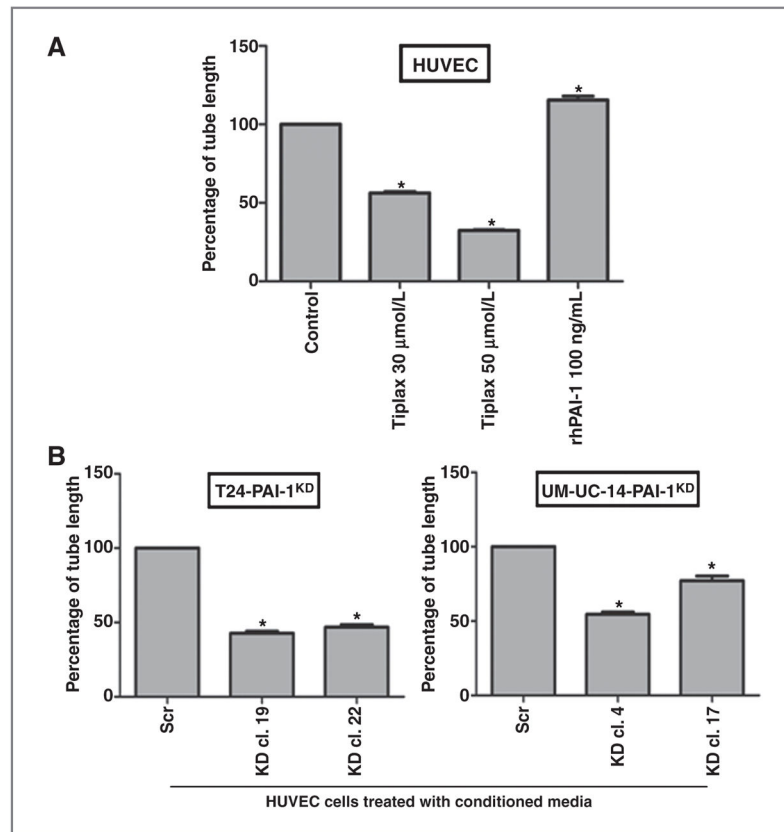 A
HUVEC
Percentage of tube length
150
100
50
0
*
*
*
Control
Tiplax 30 μmol/L
Tiplax 50 μmol/L
rhPAI-1 100 ng/mL
B
T24-PAI-1KD
Percentage of tube length
150
100
50
0
*
*
Scr
KD cl. 19
KD cl. 22
UM-UC-14-PAI-1KD
Percentage of tube length
150
100
50
0
*
*
Scr
KD cl. 4
KD cl. 17
HUVEC cells treated with conditioned media